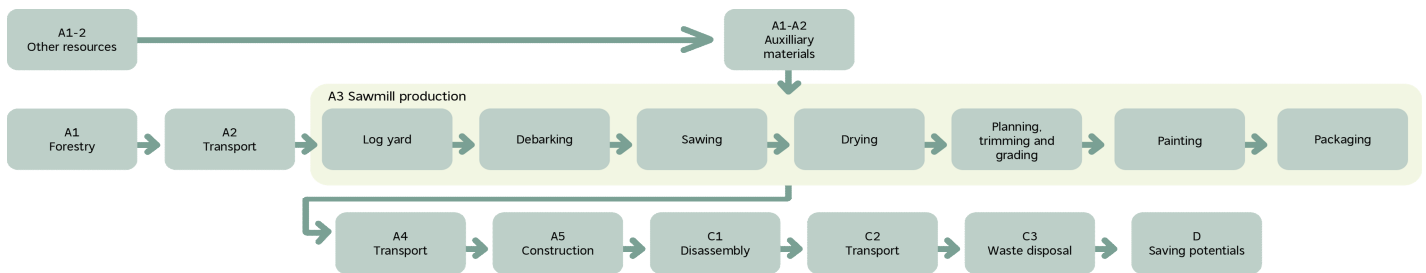 A1-2
Other resources
A1-A2
Auxilliary
materials
A3 Sawmill production
A1
Forestry
A2
Transport
Log yard
Debarking
Sawing
Drying
Planning,
trimming and
grading
Painting
Packaging
A4
Transport
A5
Construction
C1
Disassembly
C2
Transport
C3
Waste disposal
D
Saving potentials